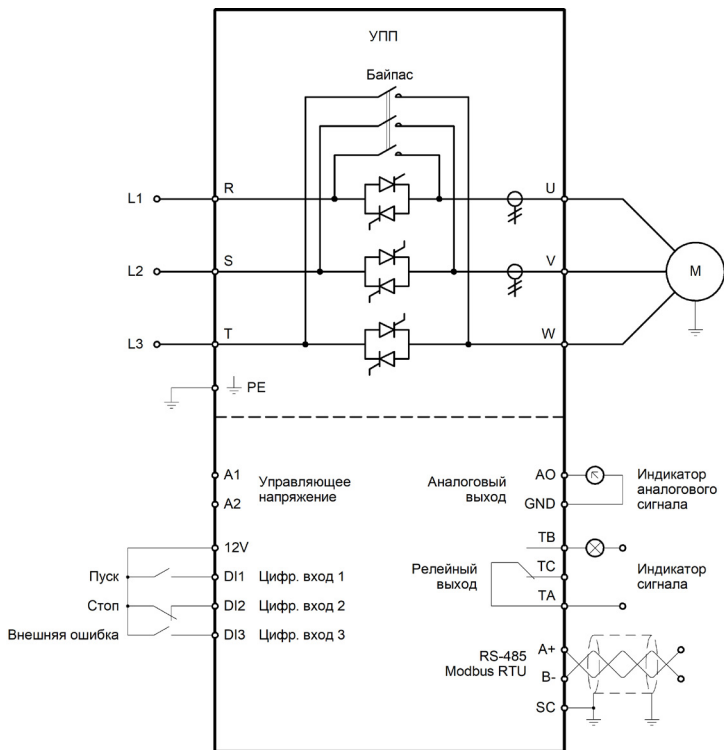 УПП
Байпас
L1
R
U
L2
S
V
M
L3
T
W
PE
A1
A2
Управляющее
напряжение
Аналоговый
выход
AO
GND
Индикатор
аналогового
сигнала
12V
Пуск
DI1
Цифр. вход 1
Стоп
DI2
Цифр. вход 2
Внешняя ошибка
DI3
Цифр. вход 3
Релейный
выход
TB
TC
TA
Индикатор
сигнала
RS-485
Modbus RTU
A+
B-
SC